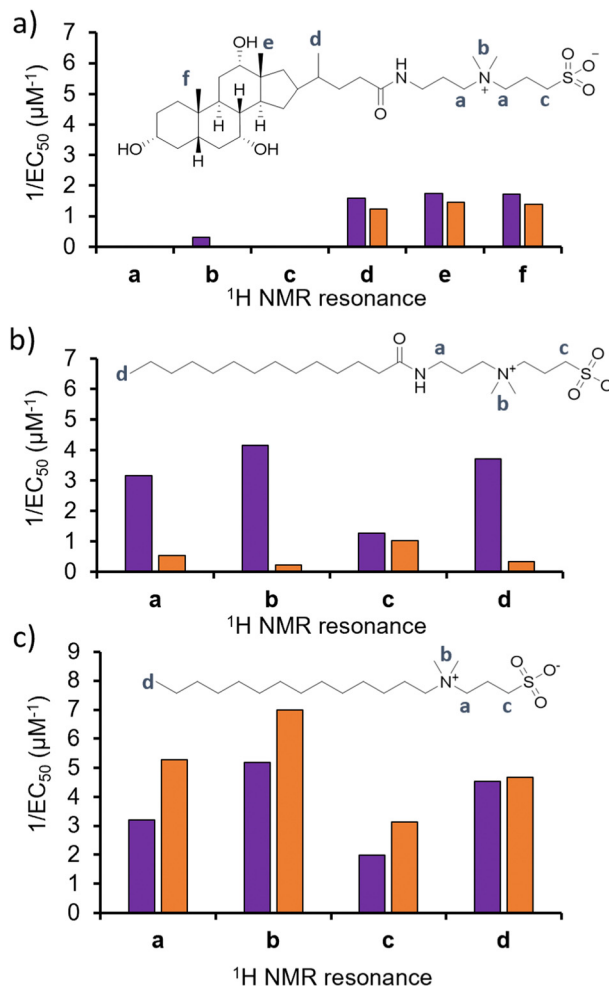 a)
7
6
5
4
3
2
1
0
1/EC50 (µM-1)
OH
e
d
f
H
H
H
H
HO
OH
O
N
H
a
b
N
+
a
c
O
S
O
O-
a b c d e f
1H NMR resonance
b)
7
6
5
4
3
2
1
0
1/EC50 (µM-1)
d
O
N
H
a
N+
b
c
O
S
O
O
a b c d
1H NMR resonance
c)
9
8
7
6
5
4
3
2
1
0
1/EC50 (µM-1)
d
b
N+
a
c
O
S
O
O-
a b c d
1H NMR resonance